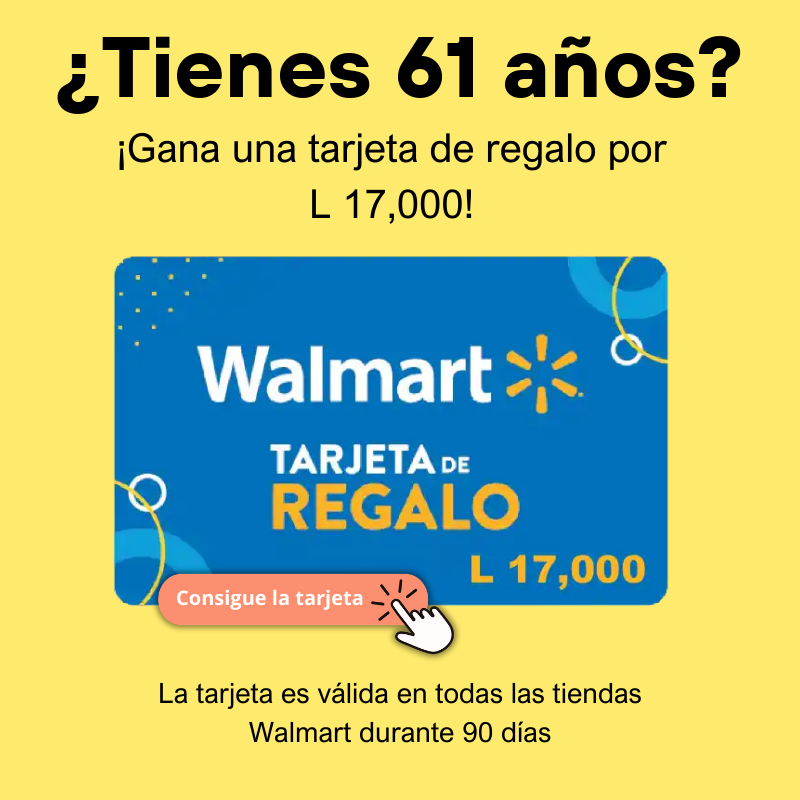 ¿Tienes 61 años?
¡Gana una tarjeta de regalo por
L 17,000!
Walmart
TARJETA DE
REGALO
L 17,000
Consigue la tarjeta
La tarjeta es válida en todas las tiendas
Walmart durante 90 días